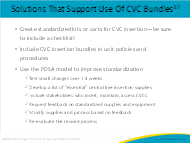 Solutions That Support Use Of CVC Bundles
Create standardized kits or carts for CVC insertion—be sure
to include a checklist!
Include CVC insertion bundles in unit policies and
procedures
Use the PDSA model to improve standardization
Test small changes over 1–4 weeks
Develop a list of "essential" central line insertion supplies
Include stakeholders who insert, maintain, access CVCs
Request feedback on standardized supplies and equipment
Modify supplies and process based on feedback
Re-evaluate the revised process